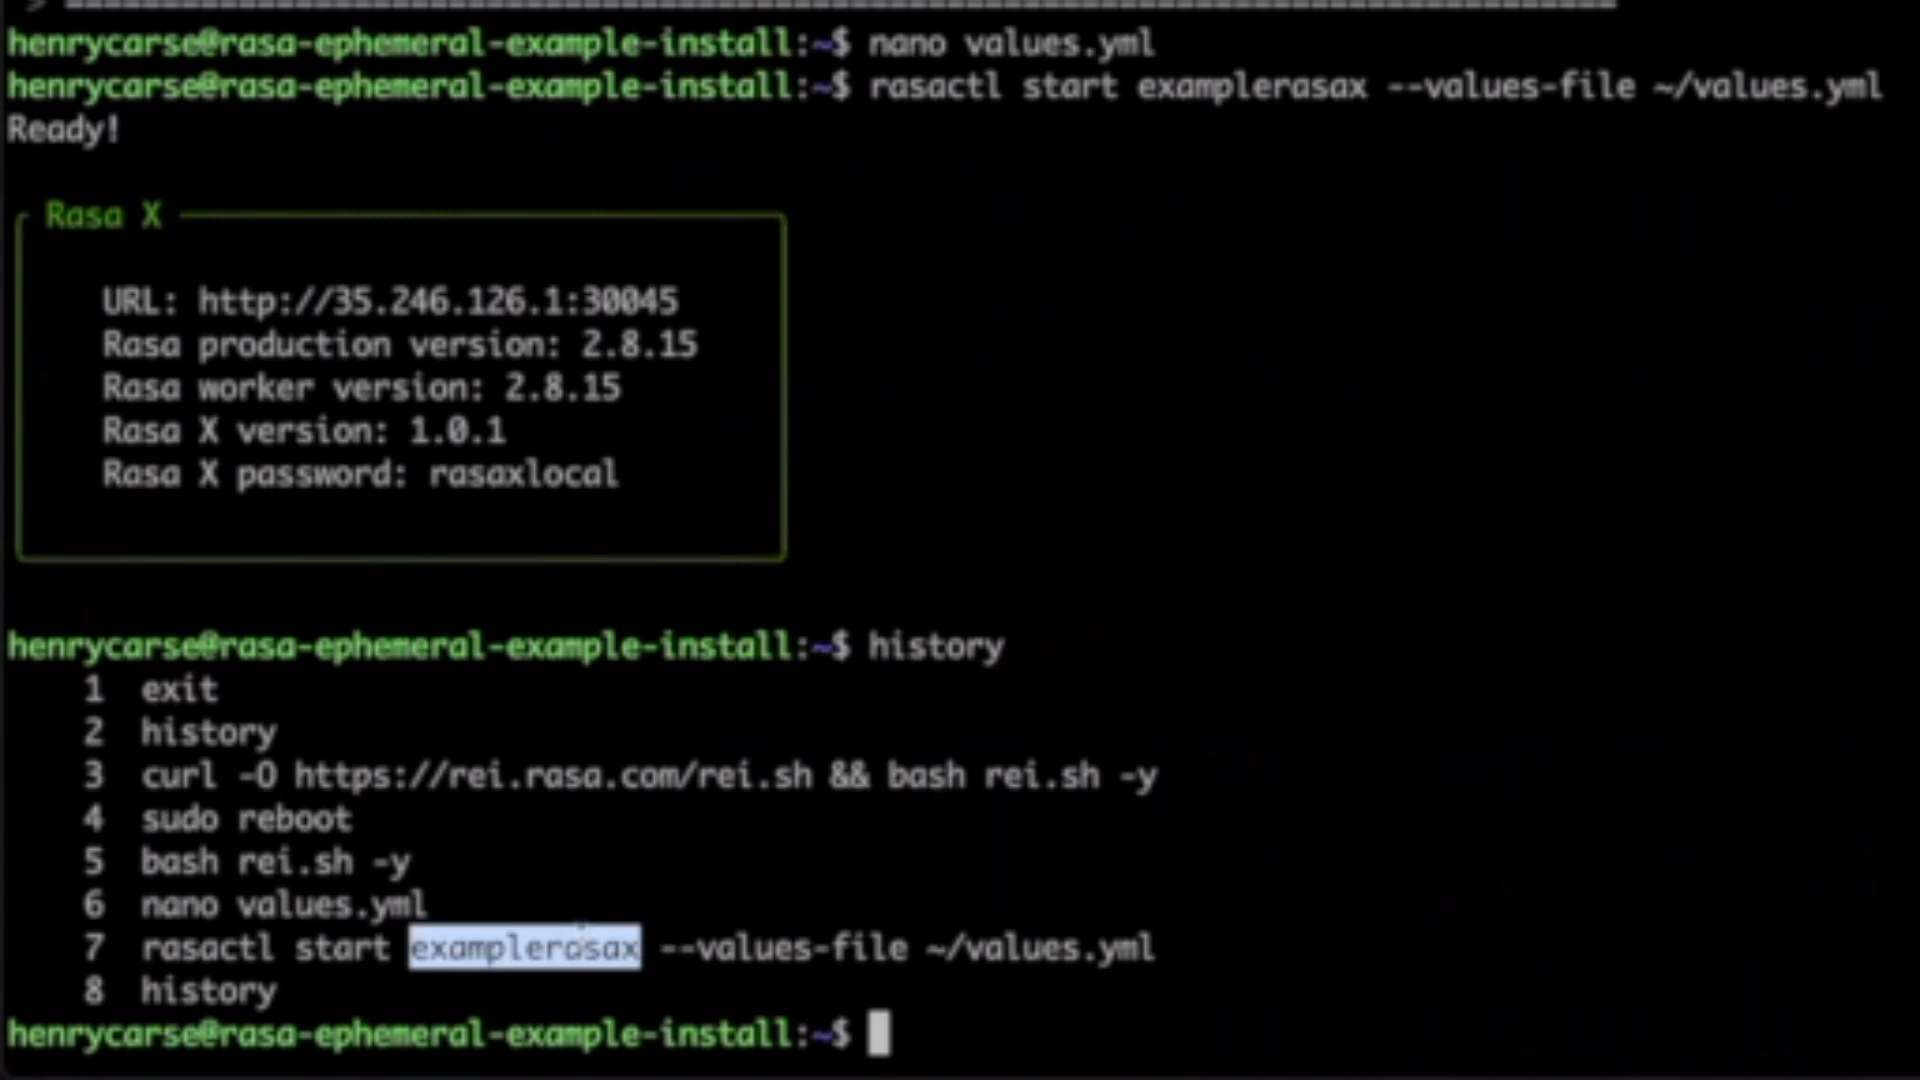 > ================================================================================
henrycarse@rasa-ephemeral-example-install:~$ nano values.yml
henrycarse@rasa-ephemeral-example-install:~$ rasactl start examplerasax --values-file ~/values.yml
Ready!
Rasa X
URL: http://35.246.126.1:30045
Rasa production version: 2.8.15
Rasa worker version: 2.8.15
Rasa X version: 1.0.1
Rasa X password: rasaxlocal
henrycarse@rasa-ephemeral-example-install:~$ history
1 exit
2 history
3 curl -O https://rei.rasa.com/rei.sh && bash rei.sh -y
4 sudo reboot
5 bash rei.sh -y
6 nano values.yml
7 rasactl start examplerasax --values-file ~/values.yml
8 history
henrycarse@rasa-ephemeral-example-install:~$